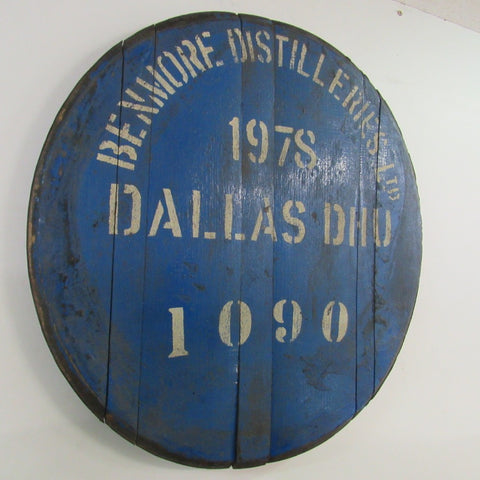 BENMORE DISTILLERIES LTD
1978
DALLAS DHU
1090